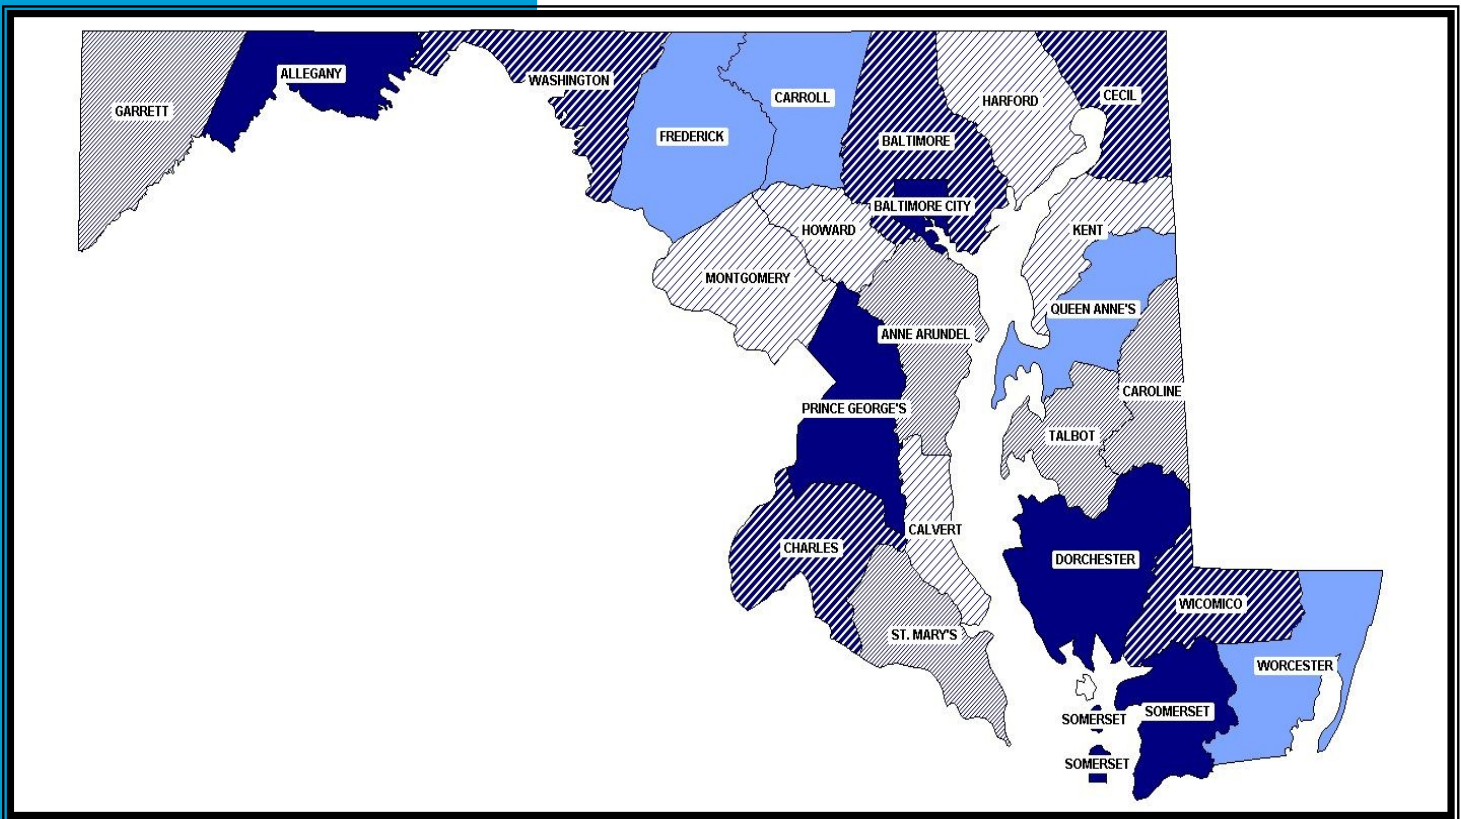 ALLEGANY
WASHINGTON
GARRETT
CARROLL
HARFORD
CECIL
FREDERICK
BALTIMORE
BALTIMORE CITY
HOWARD
KENT
MONTGOMERY
QUEEN ANNE'S
ANNE ARUNDEL
CAROLINE
PRINCE GEORGE'S
TALBOT
CALVERT
CHARLES
DORCHESTER
WICOMICO
ST. MARY'S
WORCESTER
SOMERSET
SOMERSET
SOMERSET